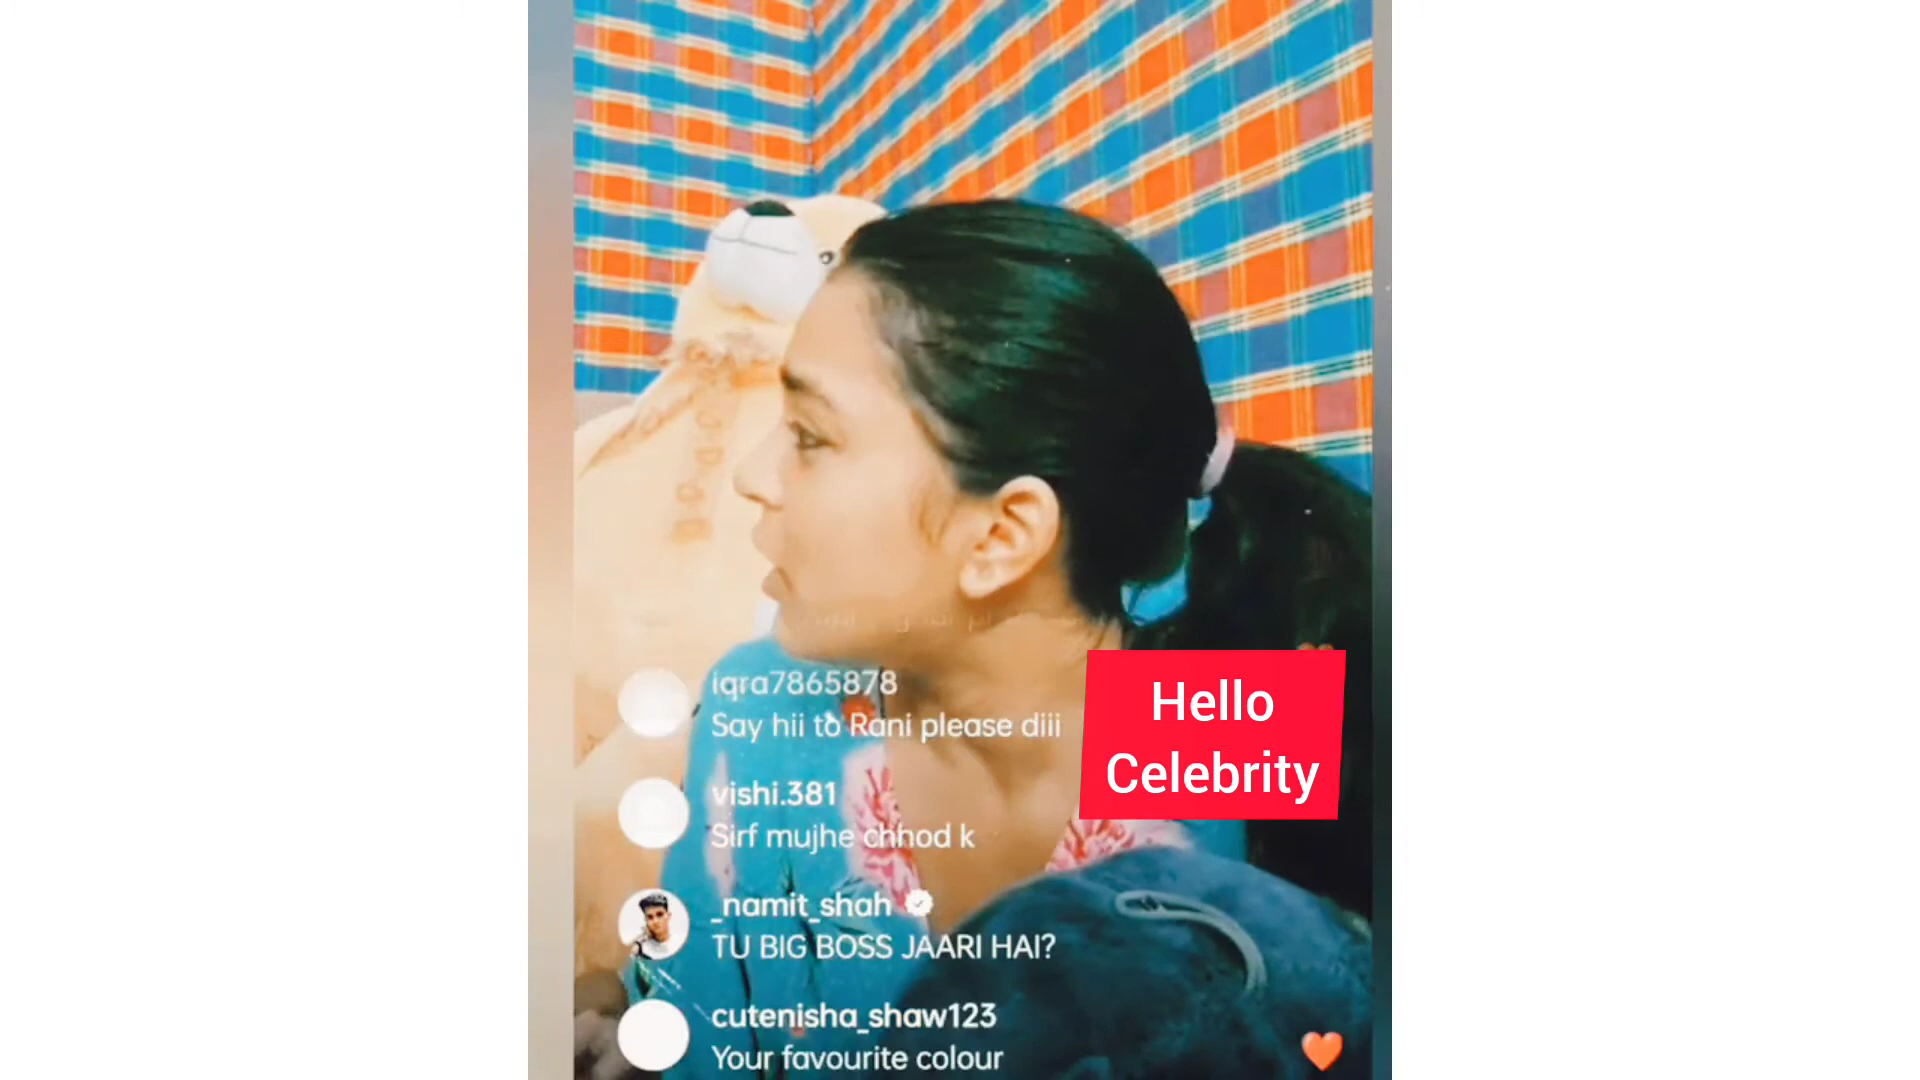 iqra7865878
Say hii to Rani please diii
Hello
Celebrity
vishi.381
Sirf mujhe chhod k
_namit_shah
TU BIG BOSS JAARI HAI?
cutenisha_shaw123
Your favourite colour